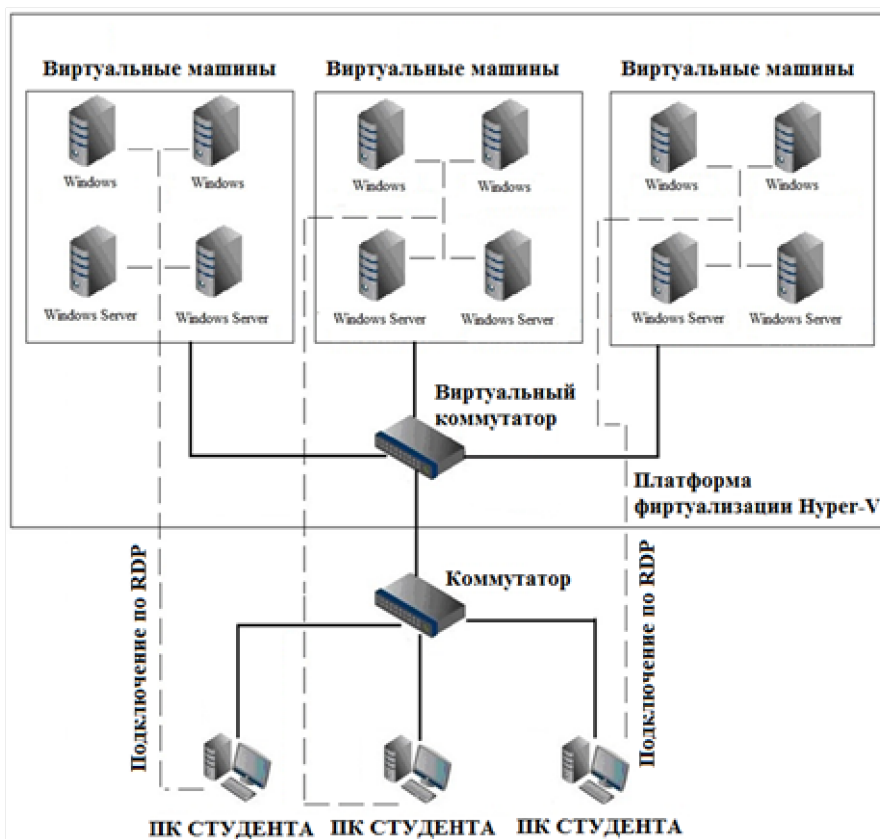 Виртуальные машины
Виртуальные машины
Виртуальные машины
Windows
Windows
Windows Server
Windows Server
Windows
Windows
Windows Server
Windows Server
Windows
Windows
Windows Server
Windows Server
Виртуальный
коммутатор
Платформа
фиртуализации Hyper-V
Коммутатор
Подключение по RDP
Подключение по RDP
ПК СТУДЕНТА
ПК СТУДЕНТА
ПК СТУДЕНТА